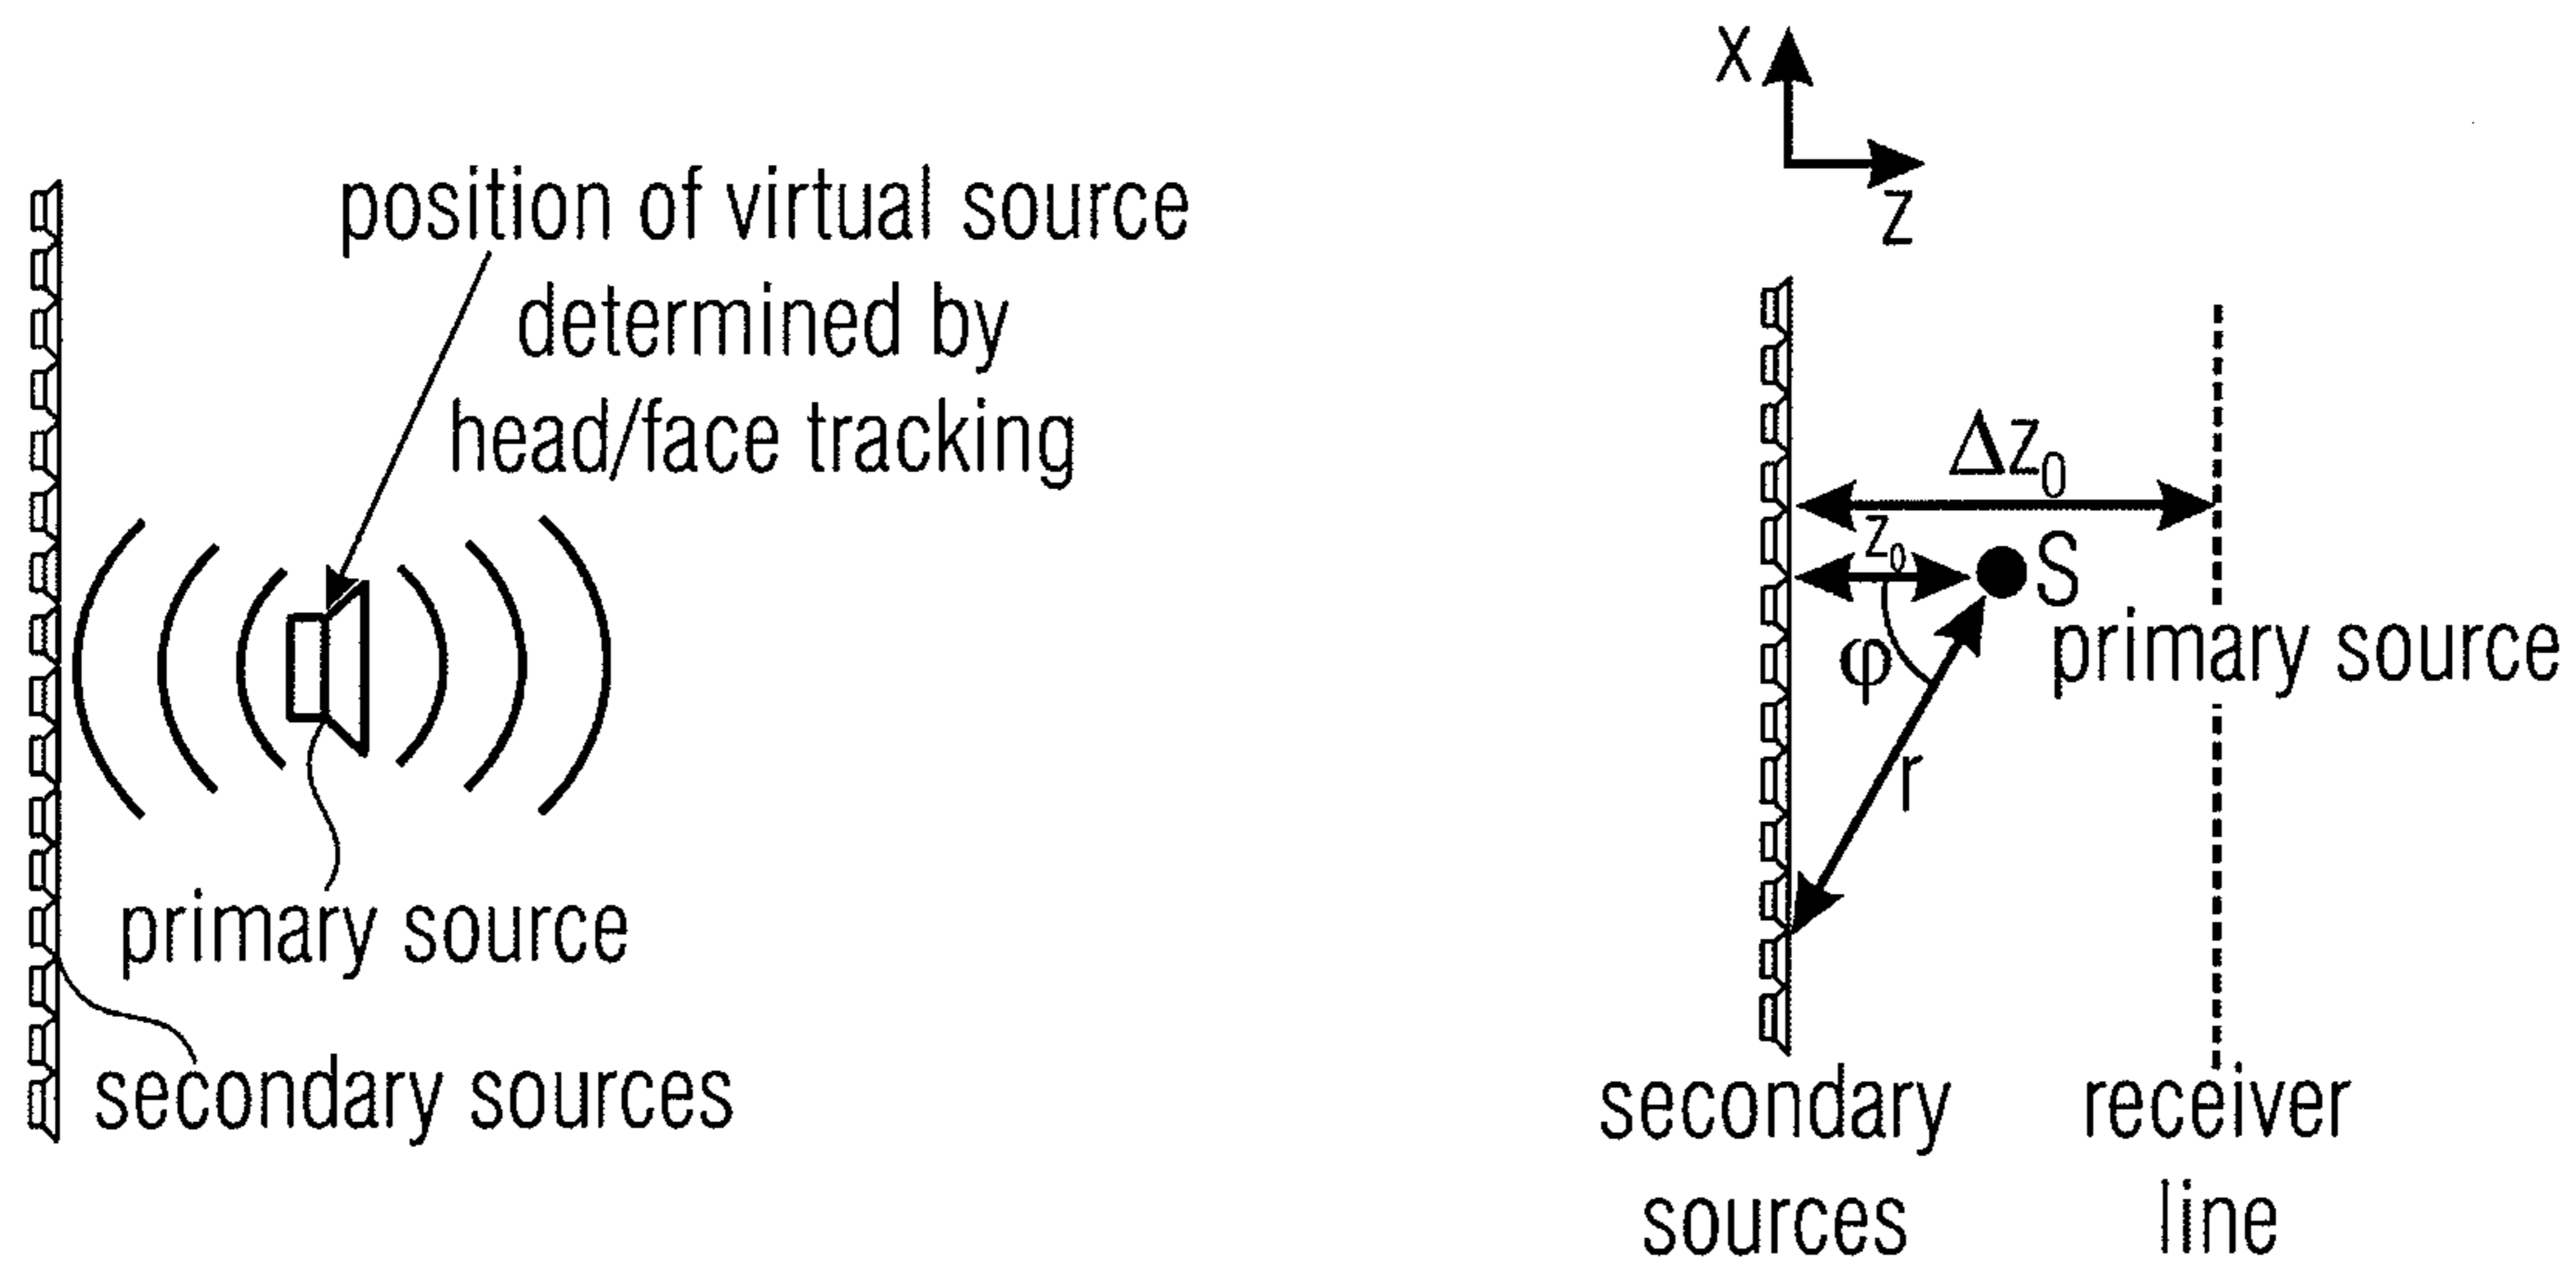 position of virtual source
determined by
head/face tracking
primary source
secondary sources
X
Z
ΔZ₀
Z₀
S
φ
primary source
r
secondary
sources
receiver
line